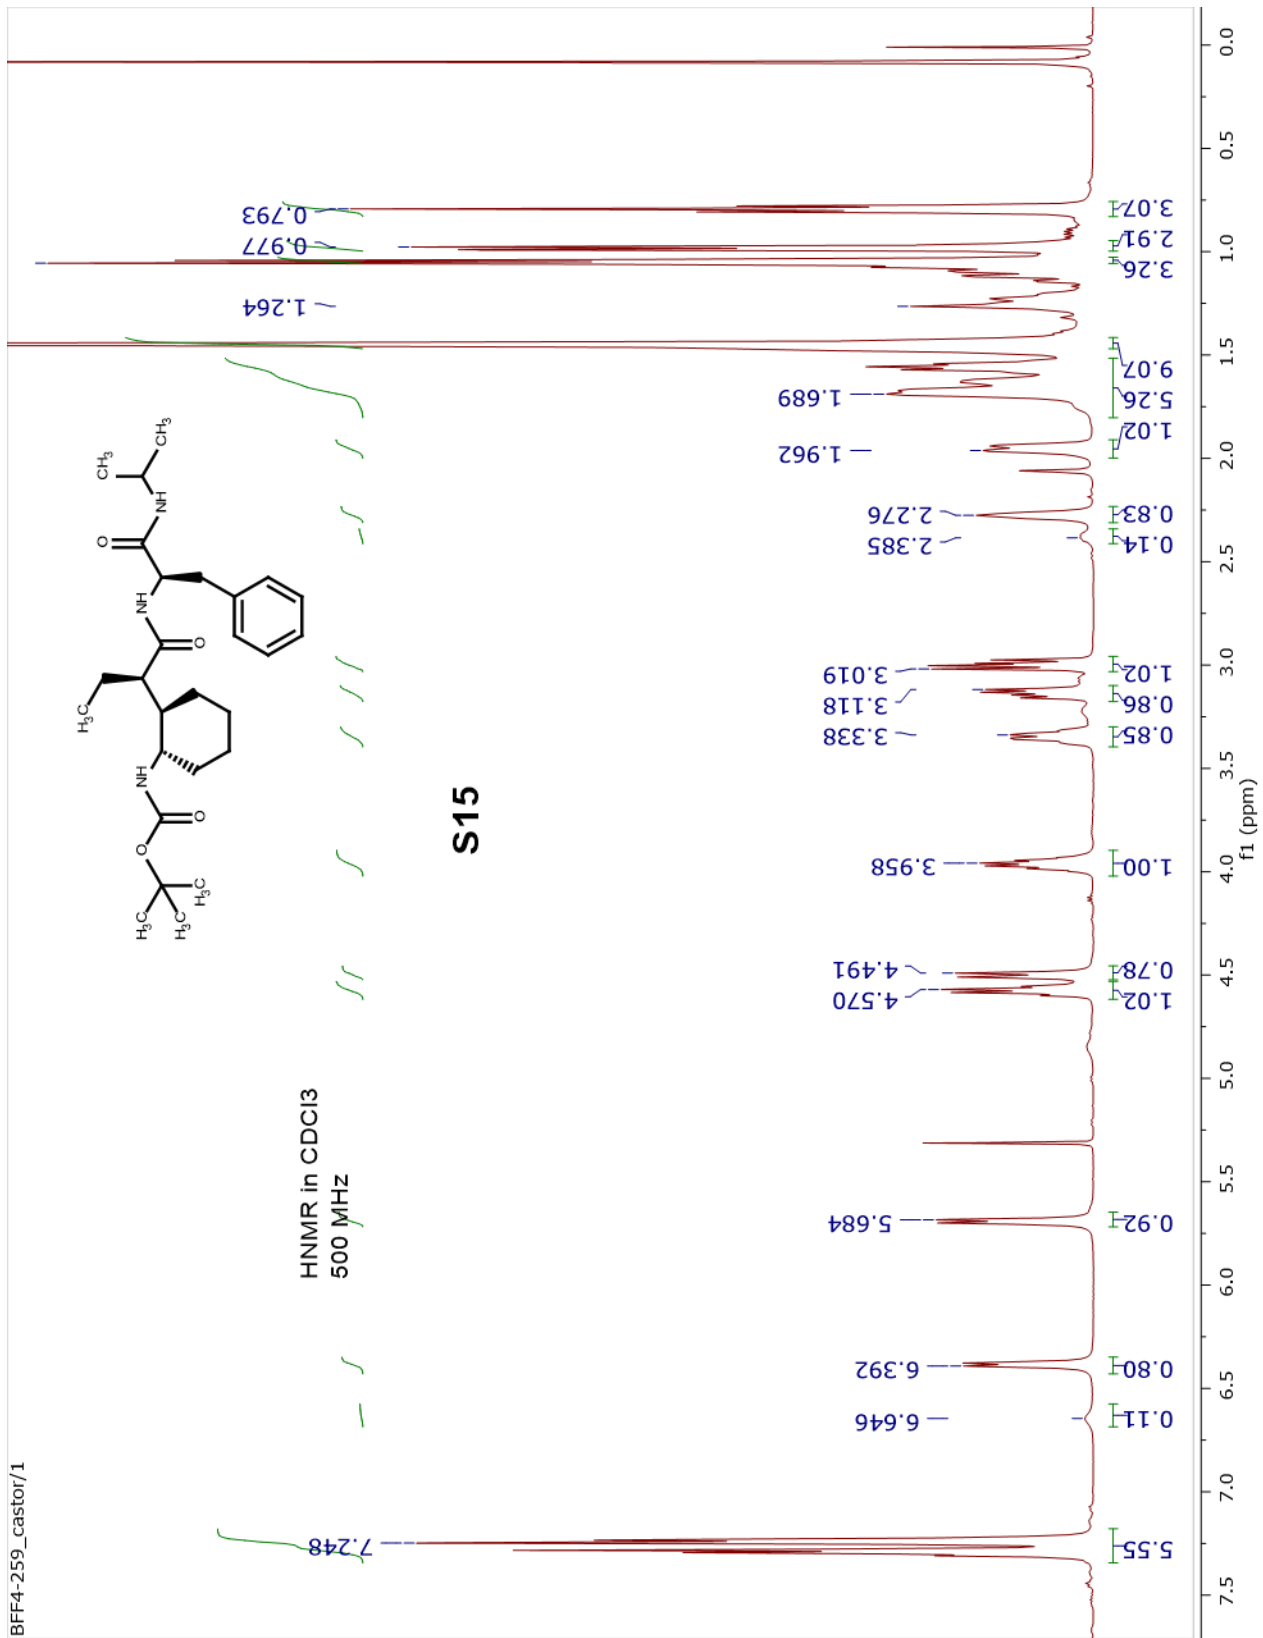 BFF4-259_castor/1
HNMR in CDCl3
500 MHz
S15
H3C
H3C
H3C
O
O
NH
H3C
O
NH
O
NH
CH3
CH3
7.248
6.646
6.392
5.684
4.570
4.491
3.958
3.338
3.118
3.019
2.385
2.276
1.962
1.689
1.264
0.977
0.793
5.55
0.11
0.80
0.92
1.02
0.78
1.00
0.85
0.86
1.02
0.14
0.83
1.02
5.26
9.07
3.26
2.91
3.07
7.5 7.0 6.5 6.0 5.5 5.0 4.5 4.0 3.5 3.0 2.5 2.0 1.5 1.0 0.5 0.0
f1 (ppm)